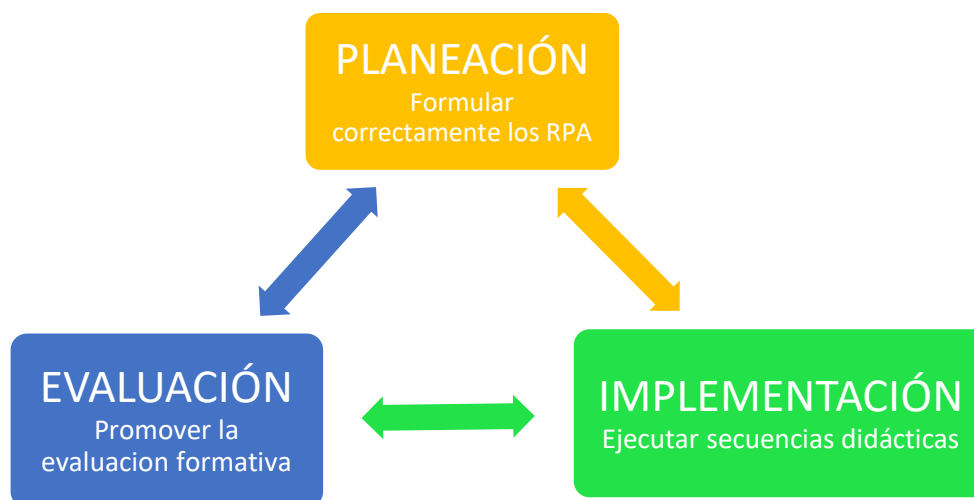 PLANEACIÓN
Formular
correctamente los RPA
EVALUACIÓN
Promover la
evaluacion formativa
IMPLEMENTACIÓN
Ejecutar secuencias didácticas